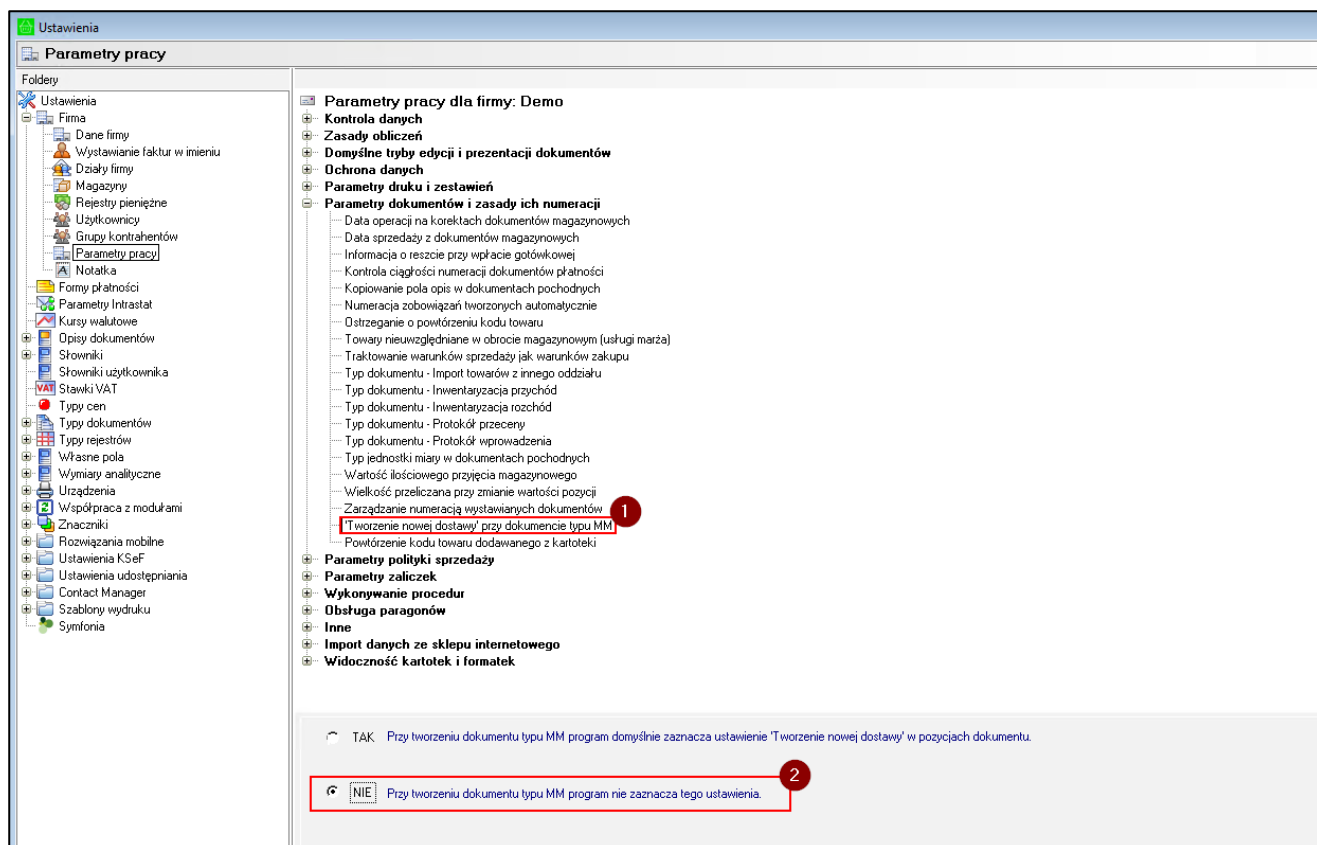 Ustawienia
Parametry pracy
Foldery
Ustawienia
Firma
Dane firmy
Wystawianie faktur w imieniu
Działy firmy
Magazyny
Rejestry pieniężne
Użytkownicy
Grupy kontrahentów
Parametry pracy
A Notatka
Formy płatności
Parametry Intrastat
Kursy walutowe
Opisy dokumentów
Słowniki
Słowniki użytkownika
VAT Stawki VAT
Typy cen
Typy dokumentów
Typy rejestrów
Własne pola
Wymiary analityczne
Urządzenia
2 Współpraca z modułami
Znaczniki
Rozwiązania mobilne
Ustawienia KSeF
Ustawienia udostępniania
Contact Manager
Szablony wydruku
Symfonia
Parametry pracy dla firmy: Demo
Kontrola danych
Zasady obliczeń
Domyślne tryby edycji i prezentacji dokumentów
Ochrona danych
Parametry druku i zestawień
Parametry dokumentów i zasady ich numeracji
Data operacji na korektach dokumentów magazynowych
Data sprzedaży z dokumentów magazynowych
Informacja o reszcie przy wpłacie gotówkowej
Kontrola ciągłości numeracji dokumentów płatności
Kopiowanie pola opis w dokumentach pochodnych
Numeracja zobowiązań tworzonych automatycznie
Ostrzeganie o powtórzeniu kodu towaru
Towary nieuwzględniane w obrocie magazynowym (usługi marża)
Traktowanie warunków sprzedaży jak warunków zakupu
Typ dokumentu - Import towarów z innego oddziału
Typ dokumentu - Inwentaryzacja przychód
Typ dokumentu - Inwentaryzacja rozchód
Typ dokumentu - Protokół przeceny
Typ dokumentu - Protokół wprowadzenia
Typ jednostki miary w dokumentach pochodnych
Wartość ilościowego przyjęcia magazynowego
Wielkość przeliczana przy zmianie wartości pozycji
Zarządzanie numeracją wystawianych dokumentów
1
'Tworzenie nowej dostawy' przy dokumencie typu MM
Powtórzenie kodu towaru dodawanego z kartoteki
Parametry polityki sprzedaży
Parametry zaliczek
Wykonywanie procedur
Obsługa paragonów
Inne
Import danych ze sklepu internetowego
Widoczność kartotek i formatek
TAK Przy tworzeniu dokumentu typu MM program domyślnie zaznacza ustawienie 'Tworzenie nowej dostawy' w pozycjach dokumentu.
2
NIE Przy tworzeniu dokumentu typu MM program nie zaznacza tego ustawienia.